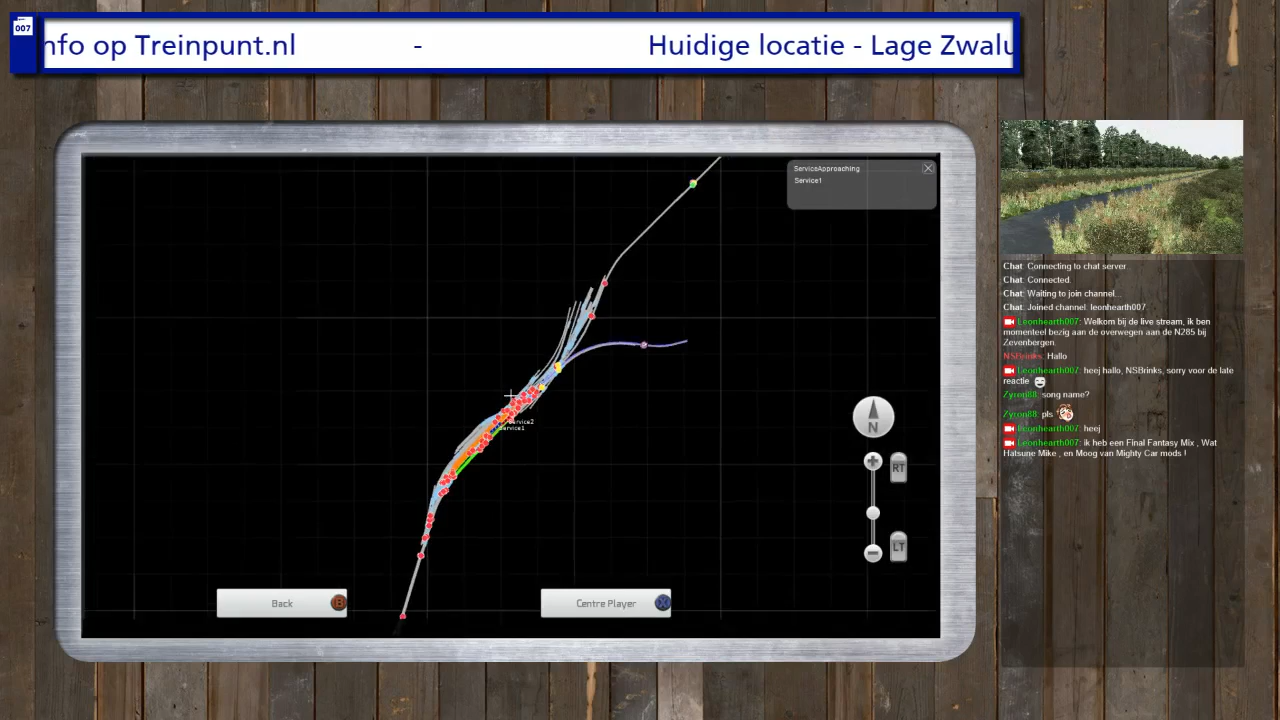 007
nfo op Treinpunt.nl - Huidige locatie - Lage Zwalu
ServiceApproaching
Service1
Service2
Service1
N
RT
LT
Back B
Centre Player X
Chat: Connecting to chat server
Chat: Connected.
Chat: Waiting to join channel...
Chat: Joined channel: leonhearth007
Leonhearth007: Welkom bij de live stream, ik ben
momenteel bezig aan de overwegen aan de N285 bij
Zevenbergen.
NSBrinks: Hallo
Leonhearth007: heej hallo, NSBrinks, sorry voor de late
reactie
Zyron88: song name?
Zyron88: pls
Leonhearth007: heej
Leonhearth007: ik heb een Final Fantasy Mix , Wat
Hatsune Mike , en Moog van Mighty Car mods !